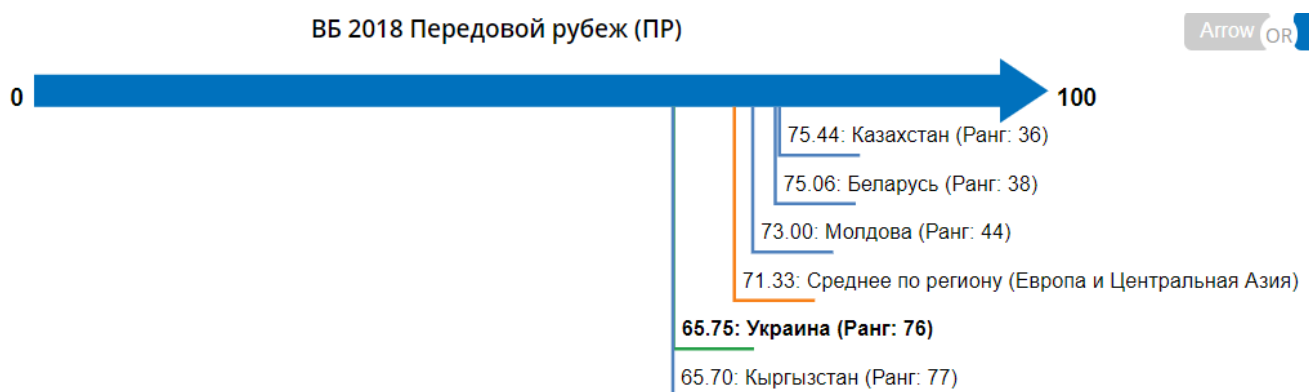 ВБ 2018 Передовой рубеж (ПР)
Arrow OR
0
100
75.44: Казахстан (Ранг: 36)
75.06: Беларусь (Ранг: 38)
73.00: Молдова (Ранг: 44)
71.33: Среднее по региону (Европа и Центральная Азия)
65.75: Украина (Ранг: 76)
65.70: Кыргызстан (Ранг: 77)